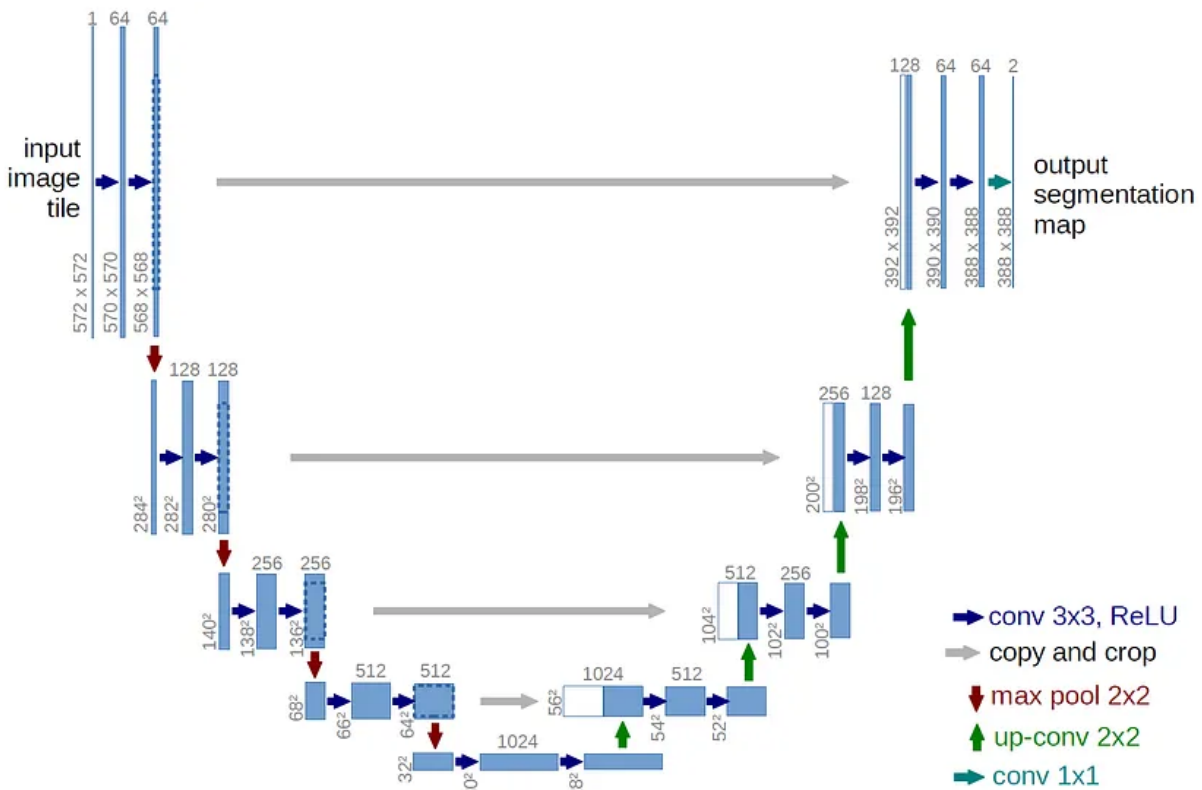 1 64 64
input
image
tile
572 x 572
570 x 570
568 x 568
128 64 64 2
output
segmentation
map
392 x 392
390 x 390
388 x 388
388 x 388
128 128
284²
282²
280²
256 128
200²
198²
196²
256 256
140²
138²
136²
512 256
104²
102²
100²
512 512
68²
66²
64²
1024 512
56²
54²
52²
1024
32²
0²
8²
conv 3x3, ReLU
copy and crop
max pool 2x2
up-conv 2x2
conv 1x1